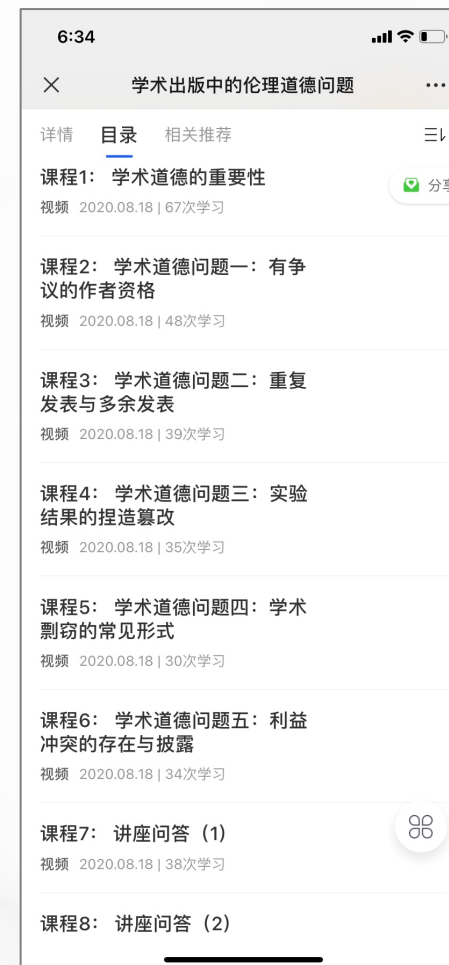 6:34
学术出版中的伦理道德问题
详情 目录 相关推荐
分享
课程1： 学术道德的重要性
视频 2020.08.18 | 67次学习
课程2： 学术道德问题一：有争
议的作者资格
视频 2020.08.18 | 48次学习
课程3： 学术道德问题二：重复
发表与多余发表
视频 2020.08.18 | 39次学习
课程4： 学术道德问题三：实验
结果的捏造篡改
视频 2020.08.18 | 35次学习
课程5： 学术道德问题四：学术
剽窃的常见形式
视频 2020.08.18 | 30次学习
课程6： 学术道德问题五：利益
冲突的存在与披露
视频 2020.08.18 | 34次学习
课程7： 讲座问答（1）
视频 2020.08.18 | 38次学习
课程8： 讲座问答（2）